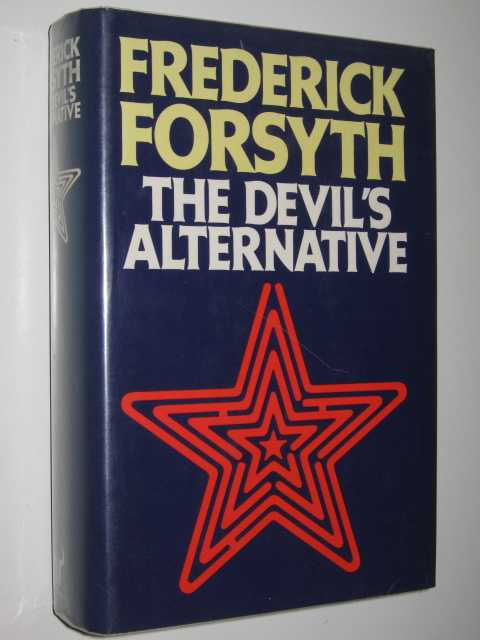 FREDERICK
FORSYTH
THE DEVIL'S
ALTERNATIVE